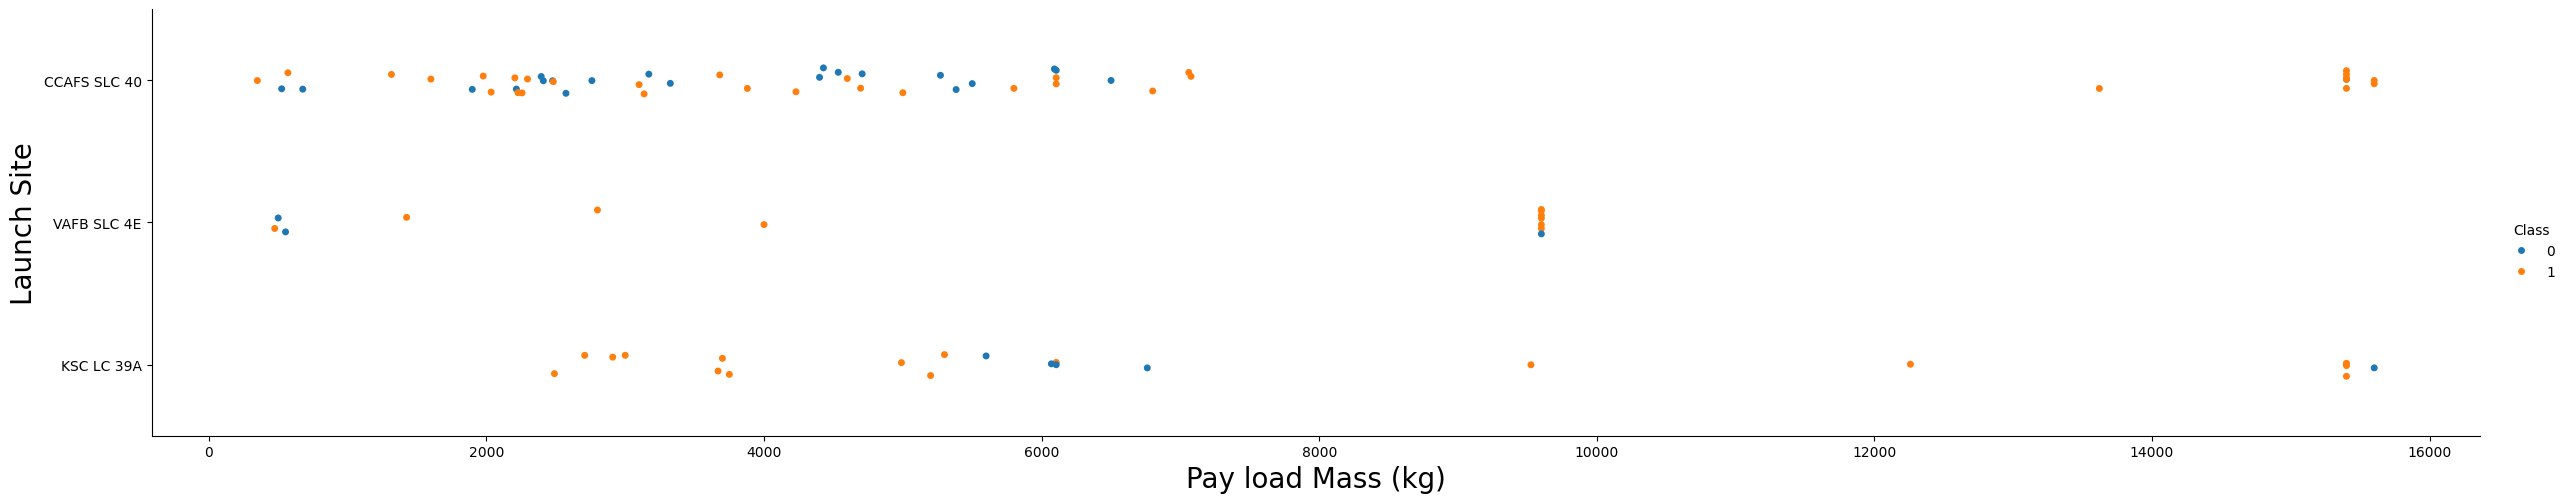 Launch Site
CCAFS SLC 40
VAFB SLC 4E
KSC LC 39A
0 2000 4000 6000 8000 10000 12000 14000 16000
Pay load Mass (kg)
Class
0
1